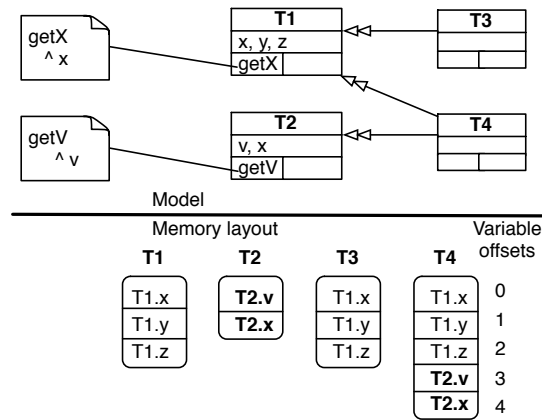 T1
T3
getX
^ x
x, y, z
getX
T2
T4
getV
^ v
v, x
getV
Model
Memory layout
Variable
offsets
T1 T2 T3 T4
T1.x T2.v T1.x T1.x 0
T1.y T2.x T1.y T1.y 1
T1.z T1.z T1.z 2
T2.v 3
T2.x 4